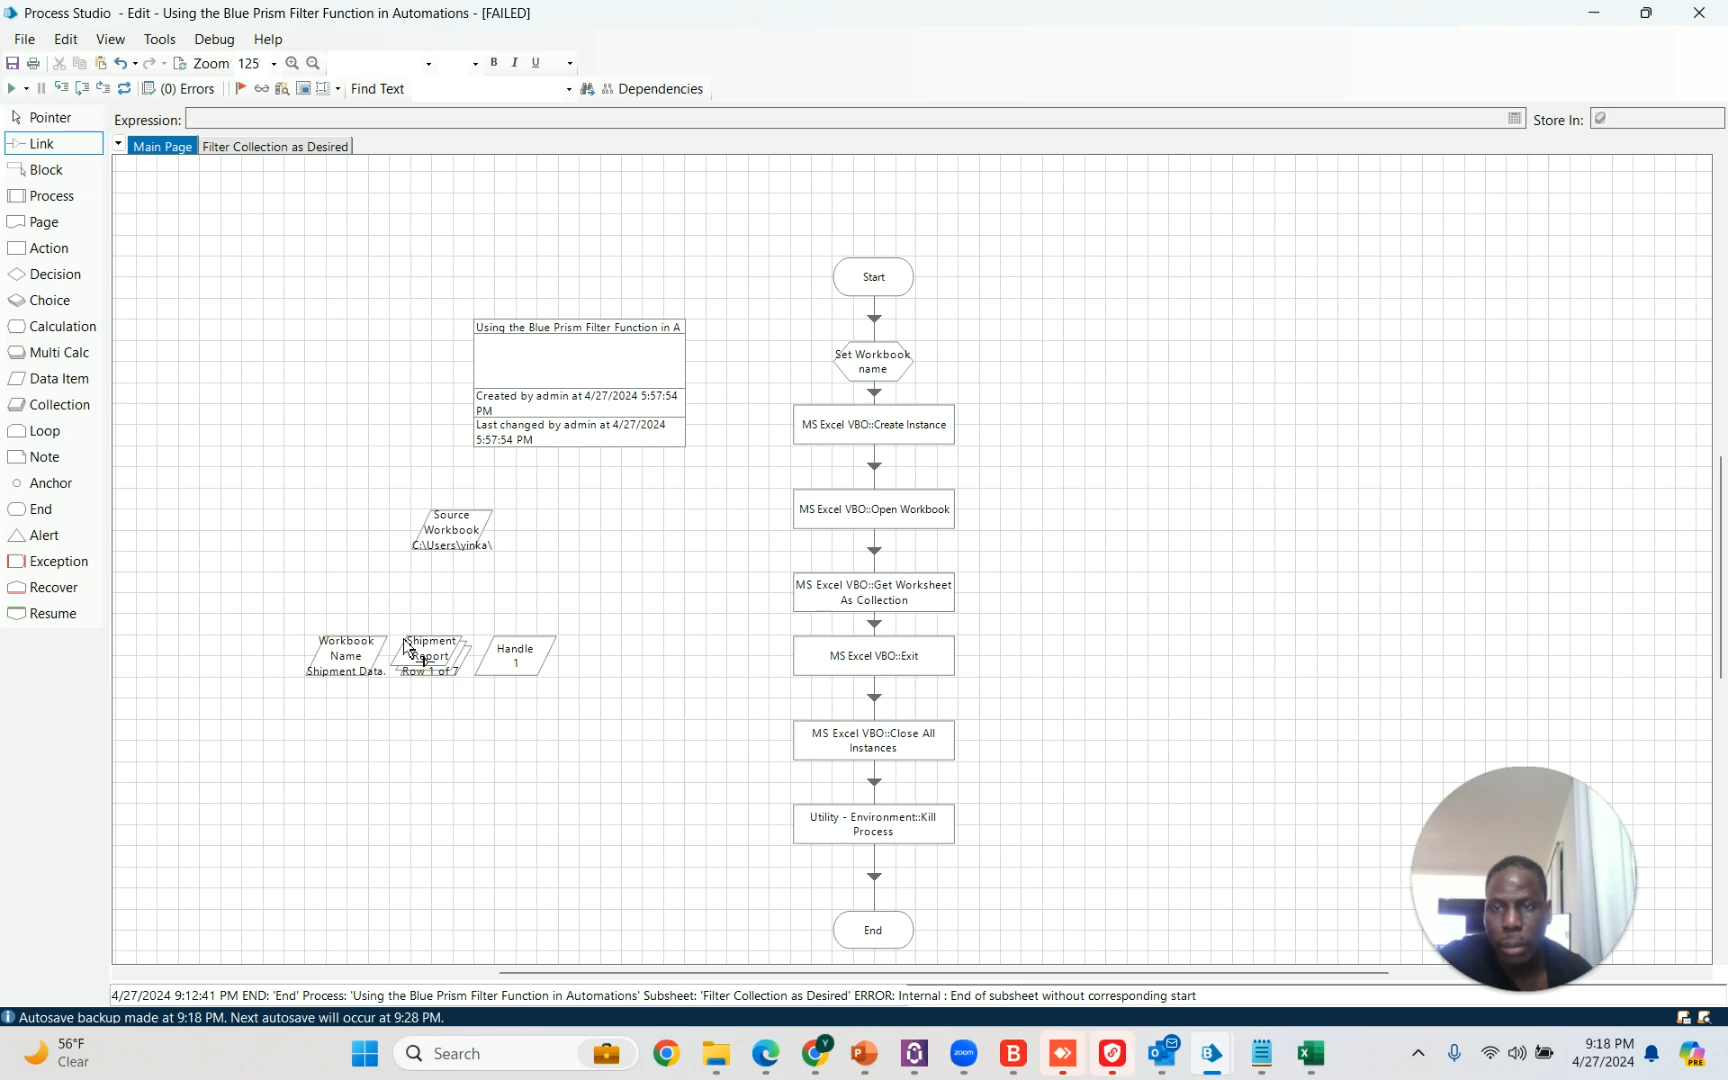 Process Studio - Edit - Using the Blue Prism Filter Function in Automations - [FAILED]
File Edit View Tools Debug Help
Zoom 125 B I U
(0) Errors Find Text Dependencies
Pointer
Expression: Store In:
Link
Main Page Filter Collection as Desired
Block
Process
Page
Action
Decision
Choice
Calculation
Multi Calc
Data Item
Collection
Loop
Note
Anchor
End
Alert
Exception
Recover
Resume
Start
Using the Blue Prism Filter Function in A
Created by admin at 4/27/2024 5:57:54
PM
Last changed by admin at 4/27/2024
5:57:54 PM
Set Workbook
name
MS Excel VBO::Create Instance
MS Excel VBO::Open Workbook
Source
Workbook
C:\Users\yinka\
MS Excel VBO::Get Worksheet
As Collection
Workbook
Name
Shipment Data.
Shipment
Report
Row 1 of 7
Handle
1
MS Excel VBO::Exit
MS Excel VBO::Close All
Instances
Utility - Environment::Kill
Process
End
4/27/2024 9:12:41 PM END: 'End' Process: 'Using the Blue Prism Filter Function in Automations' Subsheet: 'Filter Collection as Desired' ERROR: Internal : End of subsheet without corresponding start
Autosave backup made at 9:18 PM. Next autosave will occur at 9:28 PM.
56°F
Clear
Search
zoom
B
9:18 PM
4/27/2024
PRE